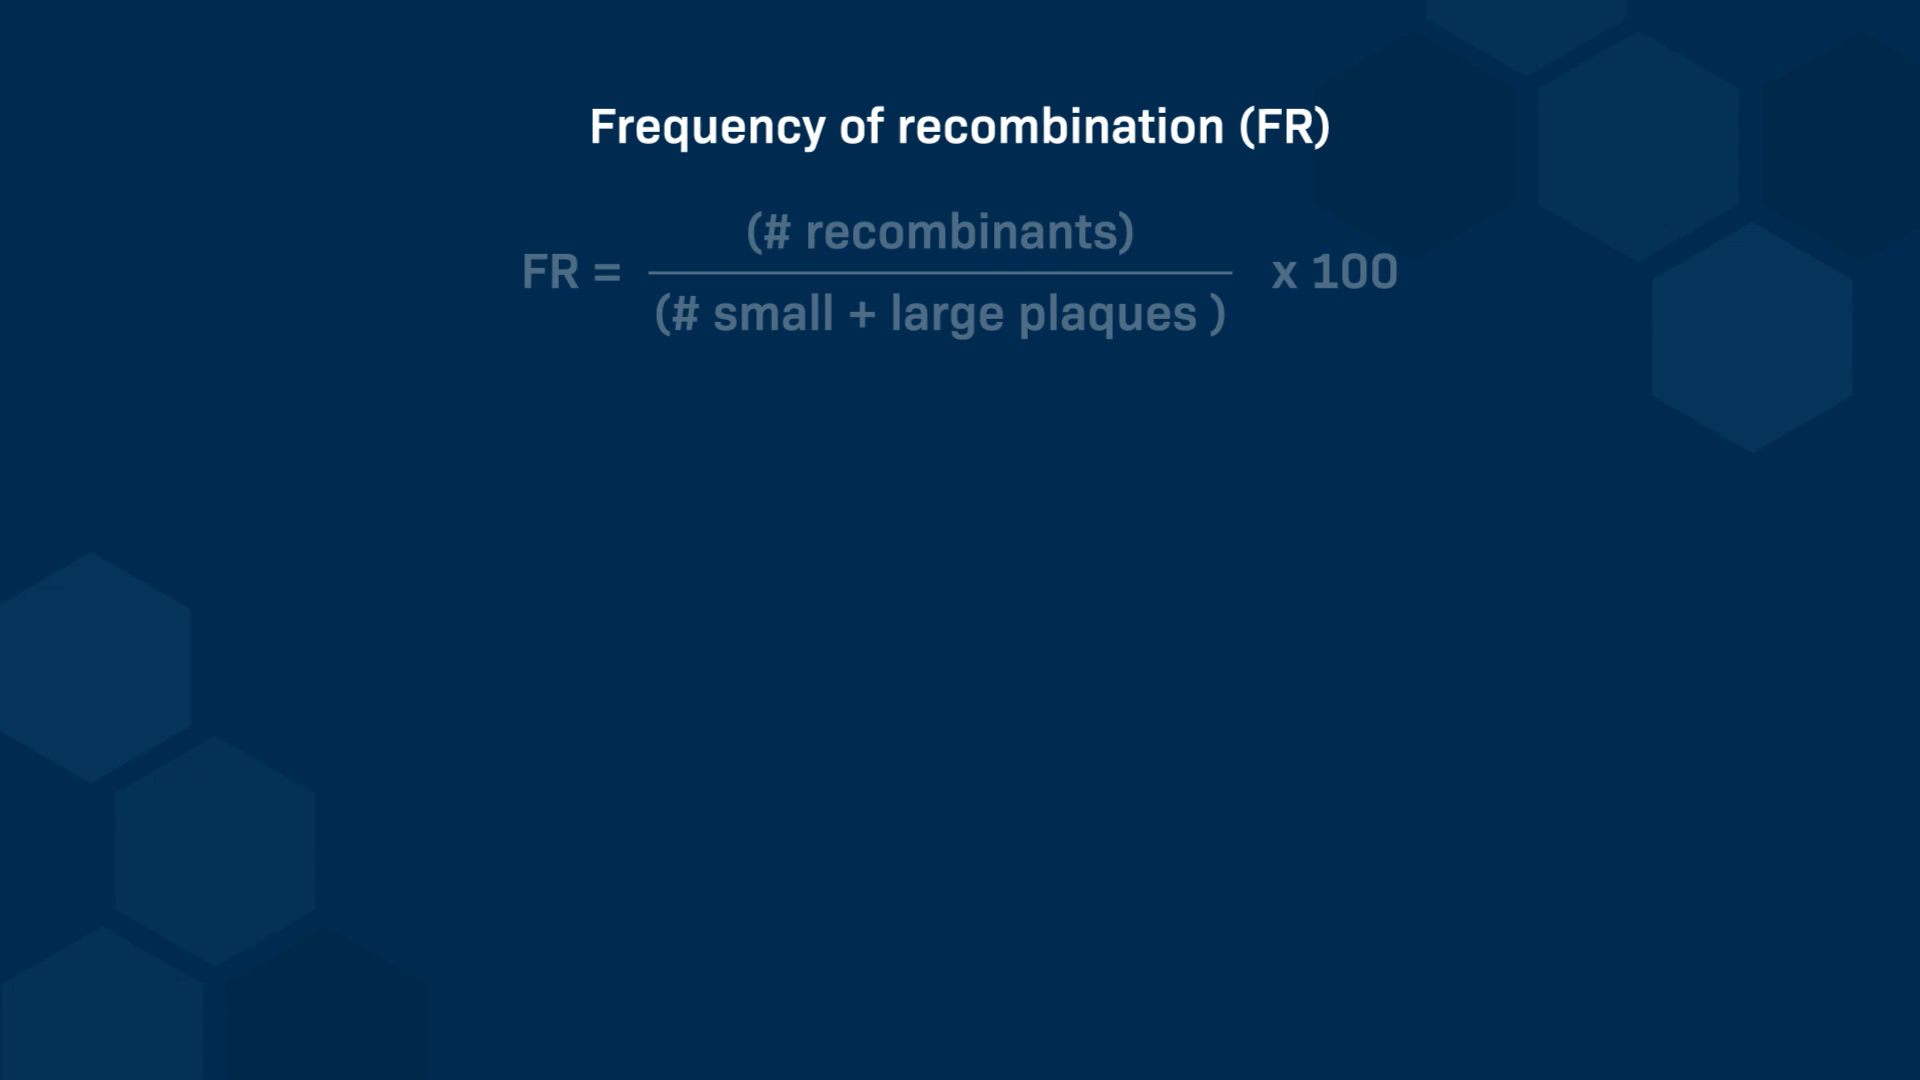 Frequency of recombination (FR)
FR = (# recombinants) x 100
(# small + large plaques )